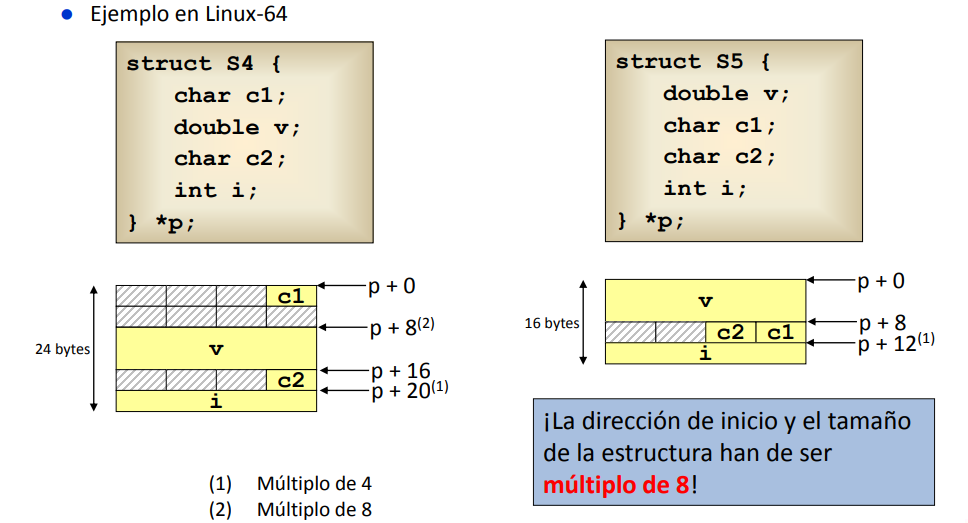 ● Ejemplo en Linux-64
struct S4 {
char c1;
double v;
char c2;
int i;
} *p;
struct S5 {
double v;
char c1;
char c2;
int i;
} *p;
24 bytes
c1
v
c2
i
p + 0
p + 8(2)
p + 16
p + 20(1)
16 bytes
v
c2 c1
i
p + 0
p + 8
p + 12(1)
(1) Múltiplo de 4
(2) Múltiplo de 8
¡La dirección de inicio y el tamaño
de la estructura han de ser
múltiplo de 8!